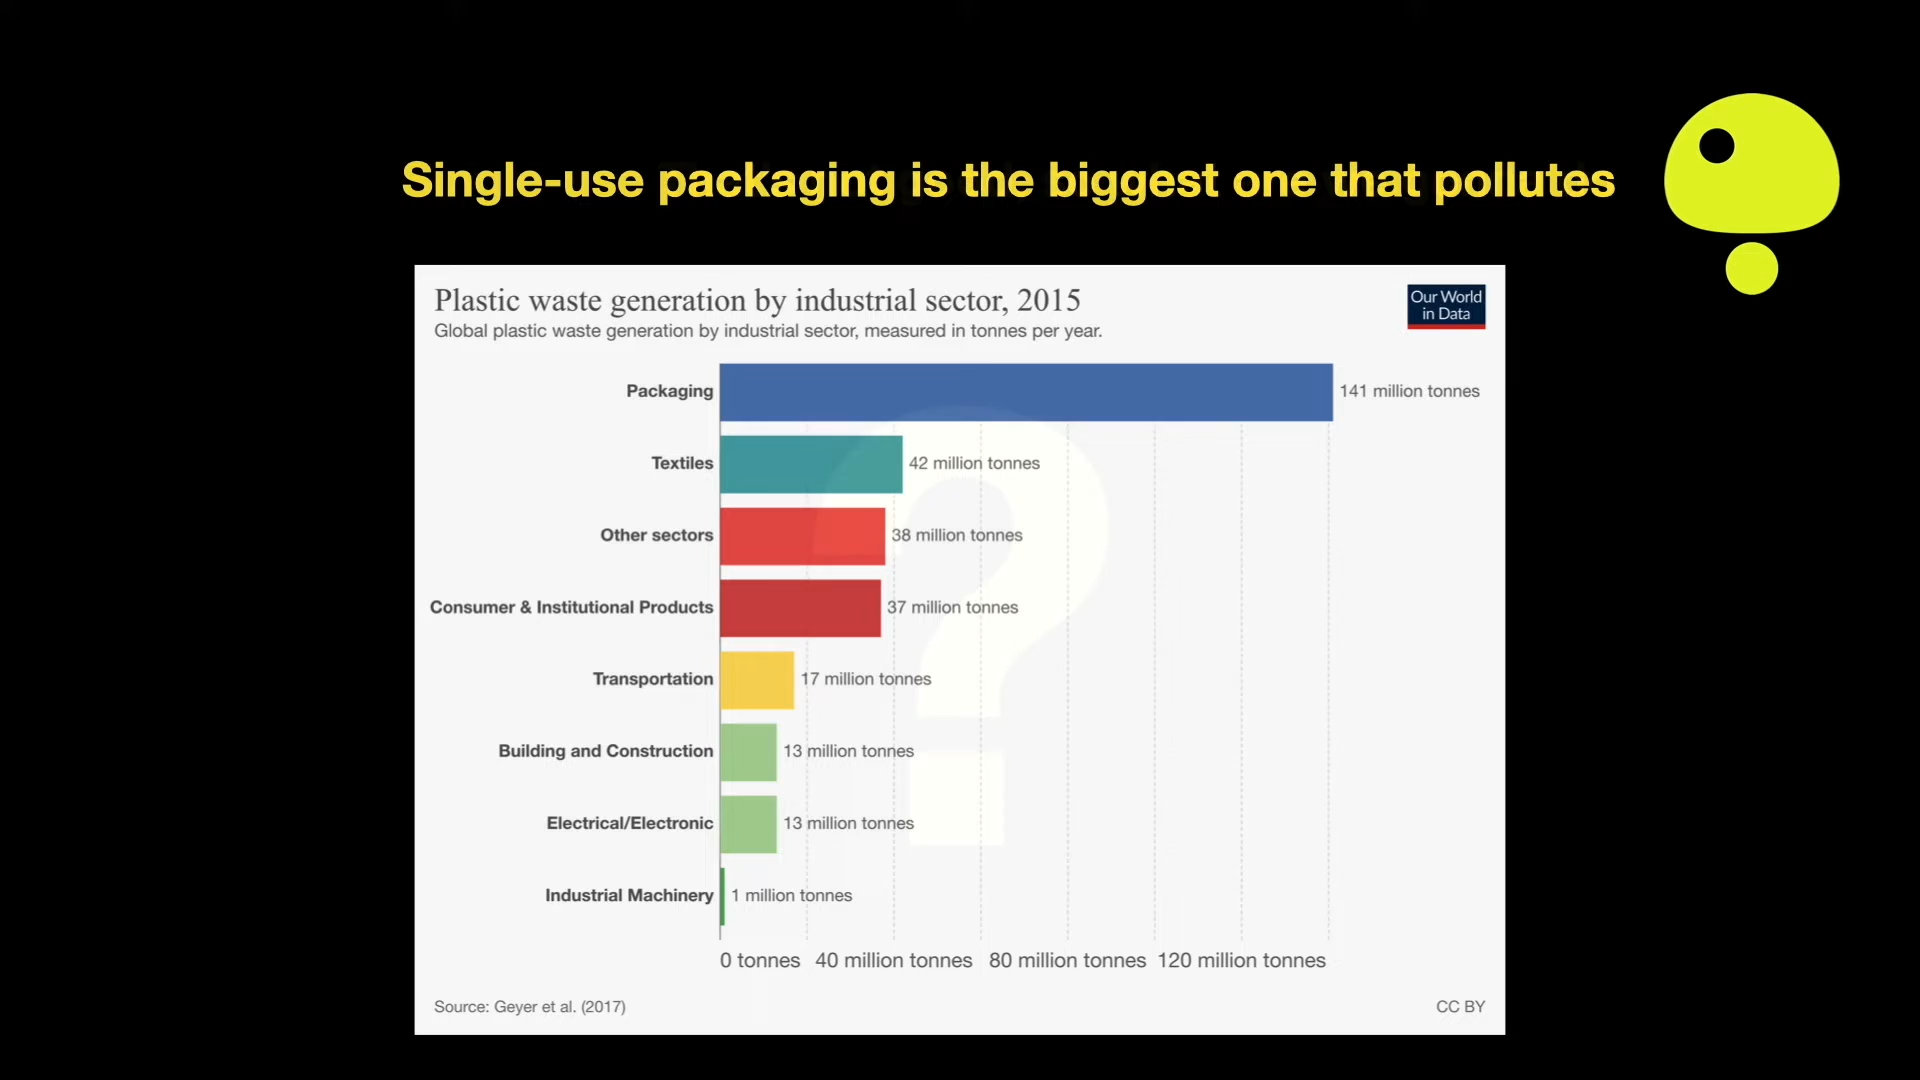 Single-use packaging is the biggest one that pollutes
Plastic waste generation by industrial sector, 2015
Global plastic waste generation by industrial sector, measured in tonnes per year.
Our World
in Data
Packaging 141 million tonnes
Textiles 42 million tonnes
Other sectors 38 million tonnes
Consumer & Institutional Products 37 million tonnes
Transportation 17 million tonnes
Building and Construction 13 million tonnes
Electrical/Electronic 13 million tonnes
Industrial Machinery 1 million tonnes
0 tonnes 40 million tonnes 80 million tonnes 120 million tonnes
Source: Geyer et al. (2017) CC BY
?